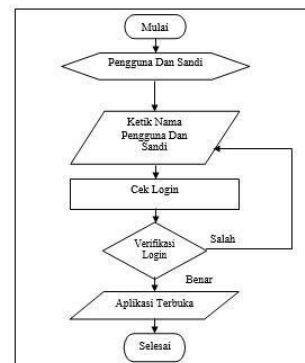 Mulai
Pengguna Dan Sandi
Ketik Nama
Pengguna Dan
Sandi
Cek Login
Verifikasi
Login
Salah
Benar
Aplikasi Terbuka
Selesai